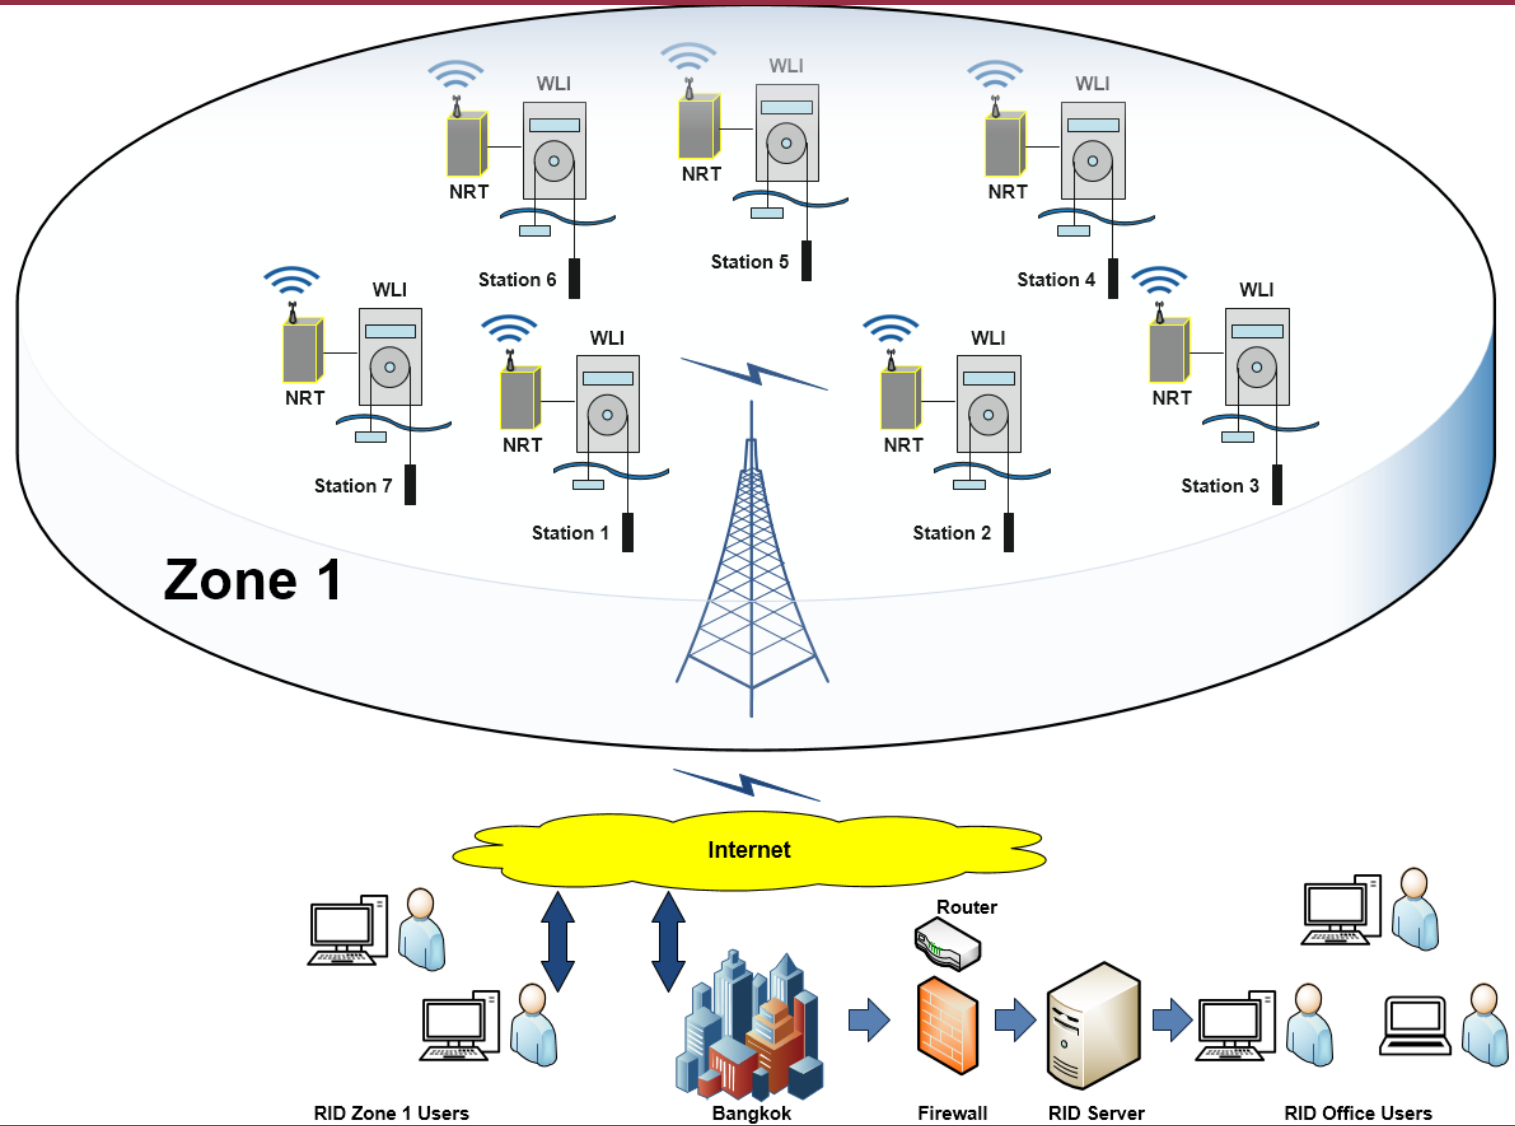 WLI
WLI
WLI
NRT
NRT
NRT
Station 6
Station 5
Station 4
WLI
WLI
WLI
WLI
NRT
NRT
NRT
NRT
Station 7
Station 1
Station 2
Station 3
Zone 1
Internet
Router
RID Zone 1 Users
Bangkok
Firewall
RID Server
RID Office Users